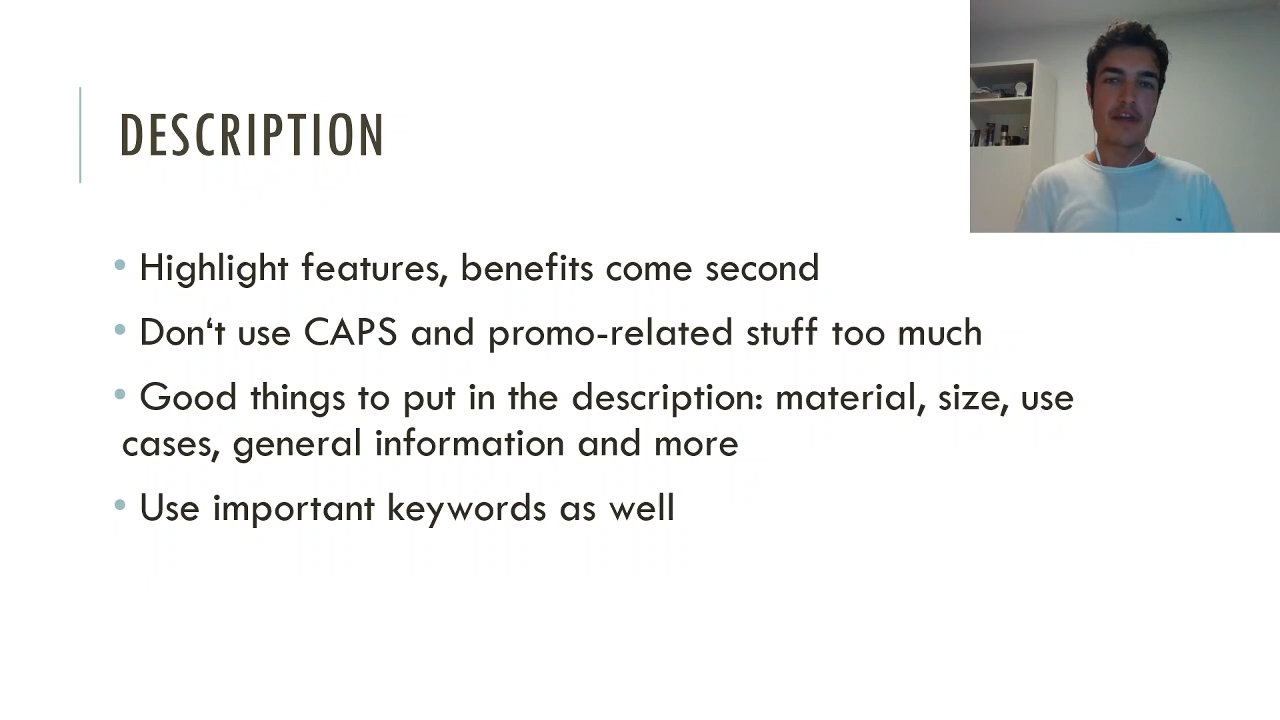 DESCRIPTION
• Highlight features, benefits come second
• Don‘t use CAPS and promo-related stuff too much
• Good things to put in the description: material, size, use
cases, general information and more
• Use important keywords as well